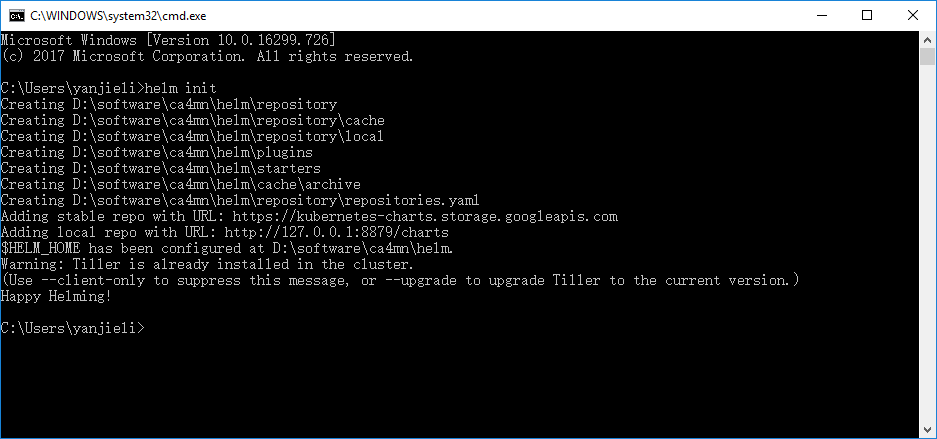 C:\WINDOWS\system32\cmd.exe
Microsoft Windows [Version 10.0.16299.726]
(c) 2017 Microsoft Corporation. All rights reserved.
C:\Users\yanjieli>helm init
Creating D:\software\ca4mn\helm\repository
Creating D:\software\ca4mn\helm\repository\cache
Creating D:\software\ca4mn\helm\repository\local
Creating D:\software\ca4mn\helm\plugins
Creating D:\software\ca4mn\helm\starters
Creating D:\software\ca4mn\helm\cache\archive
Creating D:\software\ca4mn\helm\repository\repositories.yaml
Adding stable repo with URL: https://kubernetes-charts.storage.googleapis.com
Adding local repo with URL: http://127.0.0.1:8879/charts
$HELM_HOME has been configured at D:\software\ca4mn\helm.
Warning: Tiller is already installed in the cluster.
(Use --client-only to suppress this message, or --upgrade to upgrade Tiller to the current version.)
Happy Helming!
C:\Users\yanjieli>